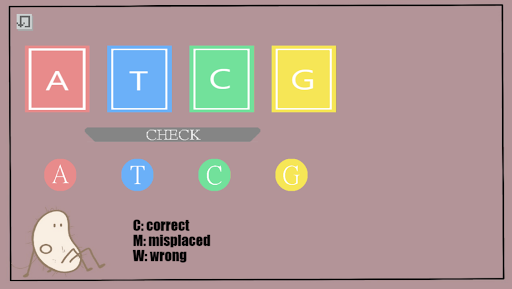 A T C G
CHECK
A T C G
C: correct
M: misplaced
W: wrong